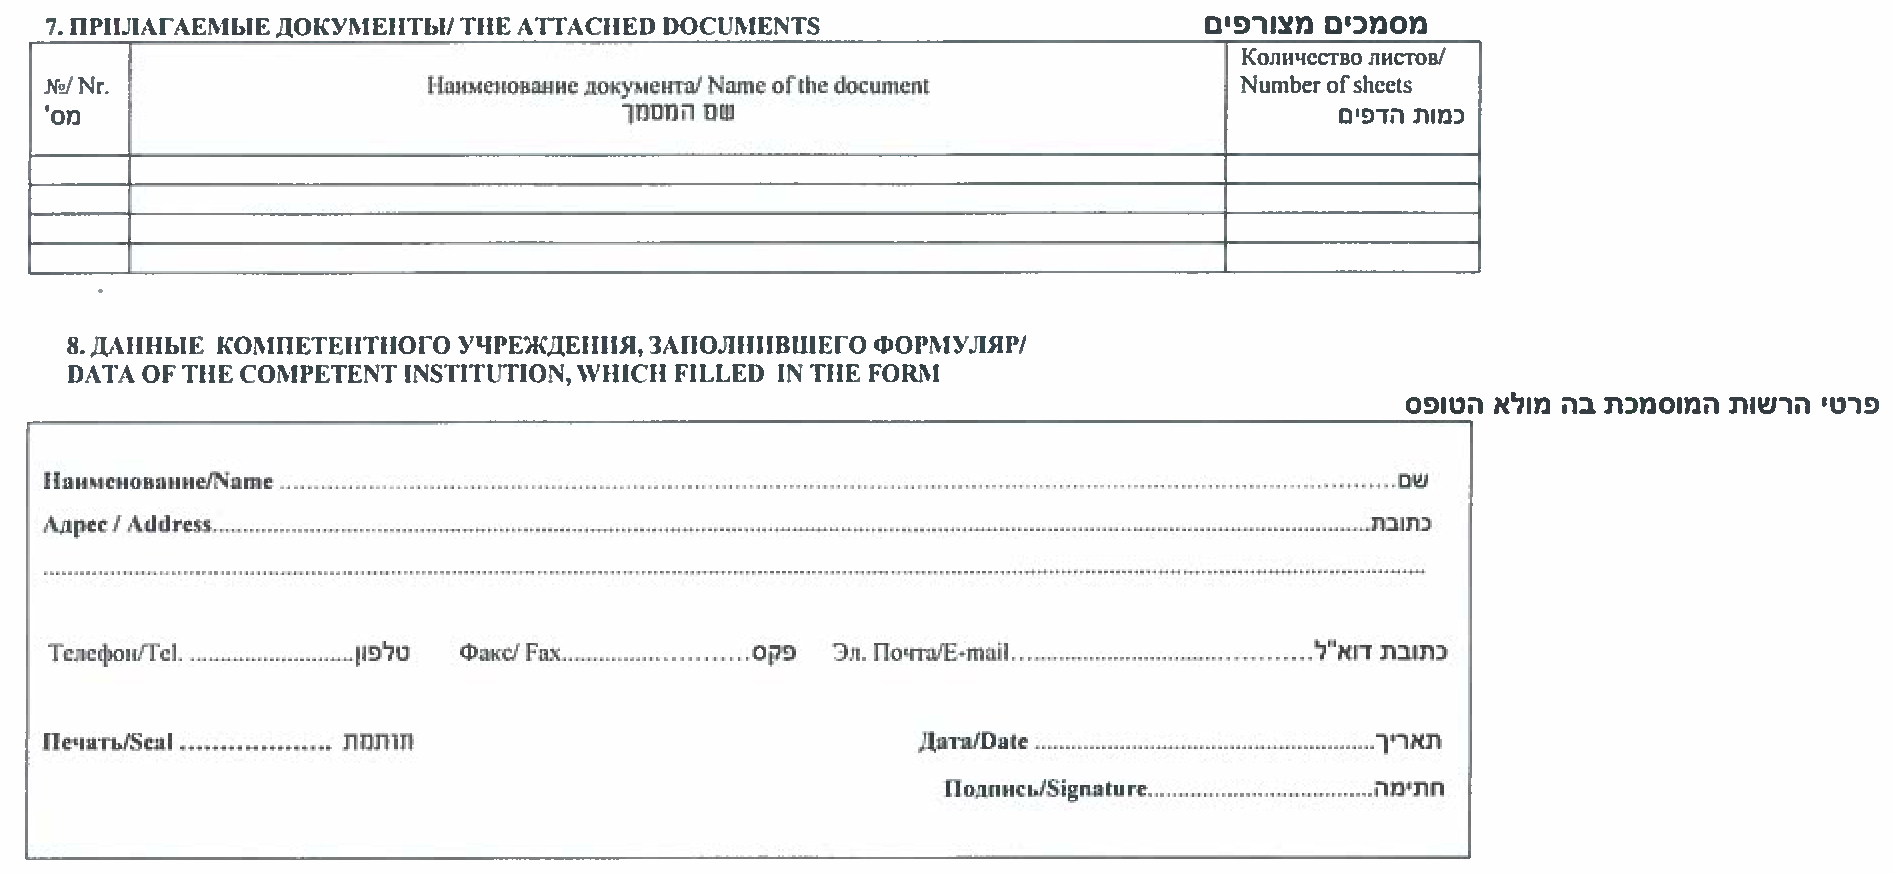 7. ПРИЛАГАЕМЫЕ ДОКУМЕНТЫ/ THE ATTACHED DOCUMENTS מסמכים מצורפים
№/ Nr.
מס'
Наименование документа/ Name of the document
שם המסמך
Количество листов/
Number of sheets
כמות הדפים
8. ДАННЫЕ КОМПЕТЕНТНОГО УЧРЕЖДЕНИЯ, ЗАПОЛНИВШЕГО ФОРМУЛЯР/
DATA OF THE COMPETENT INSTITUTION, WHICH FILLED IN THE FORM
פרטי הרשות המוסמכת בה מולא הטופס
Наименование/Name ........................................ שם
Адрес / Address........................................ כתובת
........................................
Телефон/Tel. .................... טלפון Факс/ Fax.................... פקס Эл. Почта/E-mail.................... כתובת דוא"ל
Печать/Seal ................... חותמת Дата/Date .................... תאריך
Подпись/Signature.................... חתימה